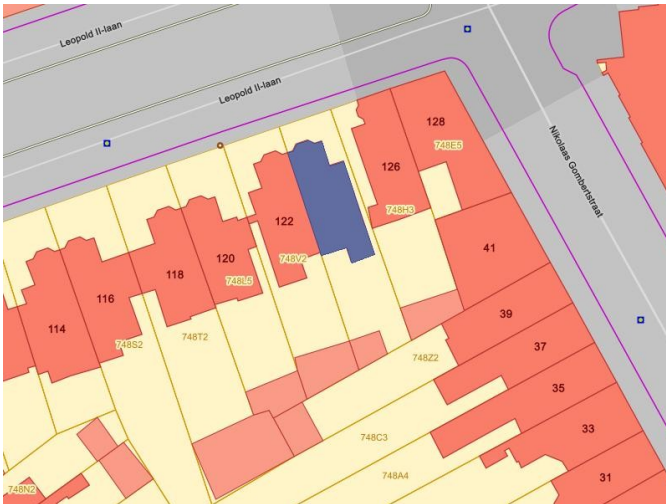 Leopold II-laan
Leopold II-laan
Nikolaas Gombertstraat
128
748E5
126
748H3
122
748V2
120
748L5
118
748T2
116
748S2
114
41
39
37
35
33
31
748Z2
748C3
748A4
748N2